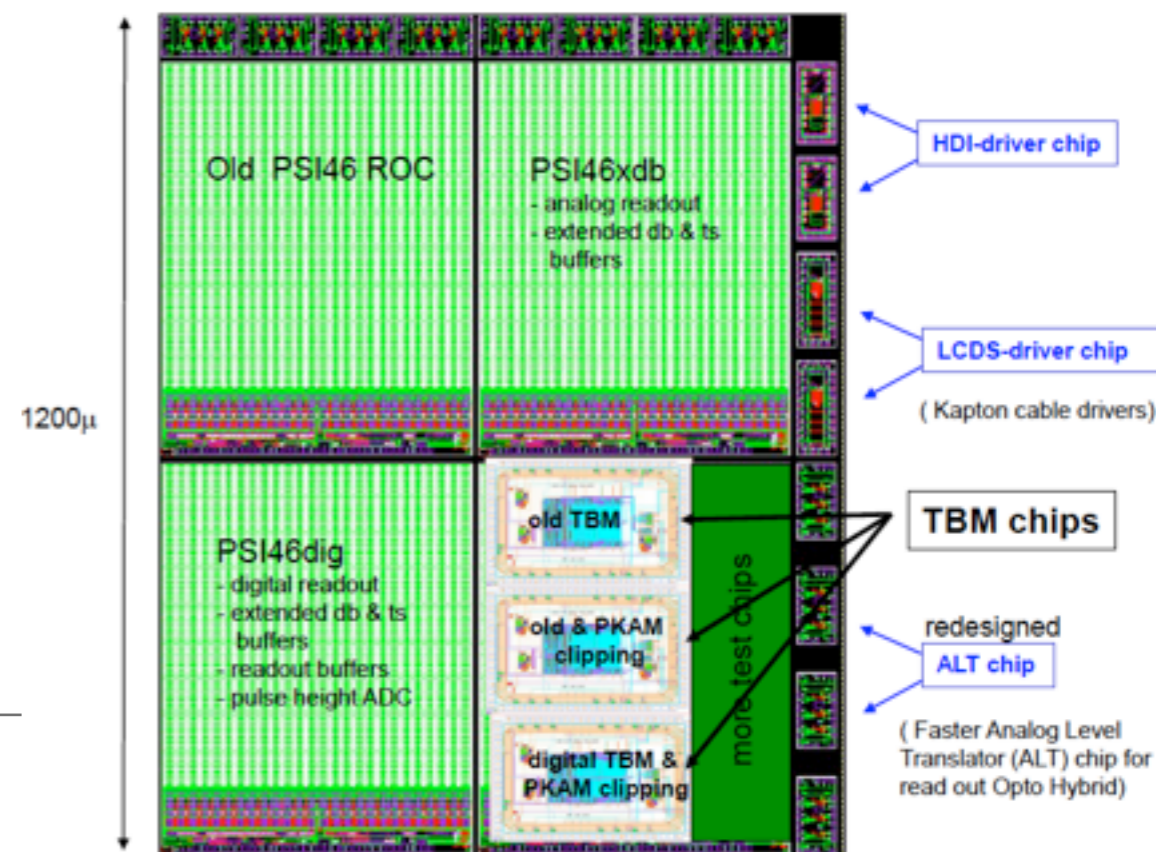 Old PSI46 ROC
PSI46xdb
- analog readout
- extended db & ts
buffers
HDI-driver chip
LCDS-driver chip
( Kapton cable drivers)
1200μ
PSI46dig
- digital readout
- extended db & ts
buffers
- readout buffers
- pulse height ADC
old TBM
old & PKAM
clipping
digital TBM &
PKAM clipping
more test chips
TBM chips
redesigned
ALT chip
( Faster Analog Level
Translator (ALT) chip for
read out Opto Hybrid)